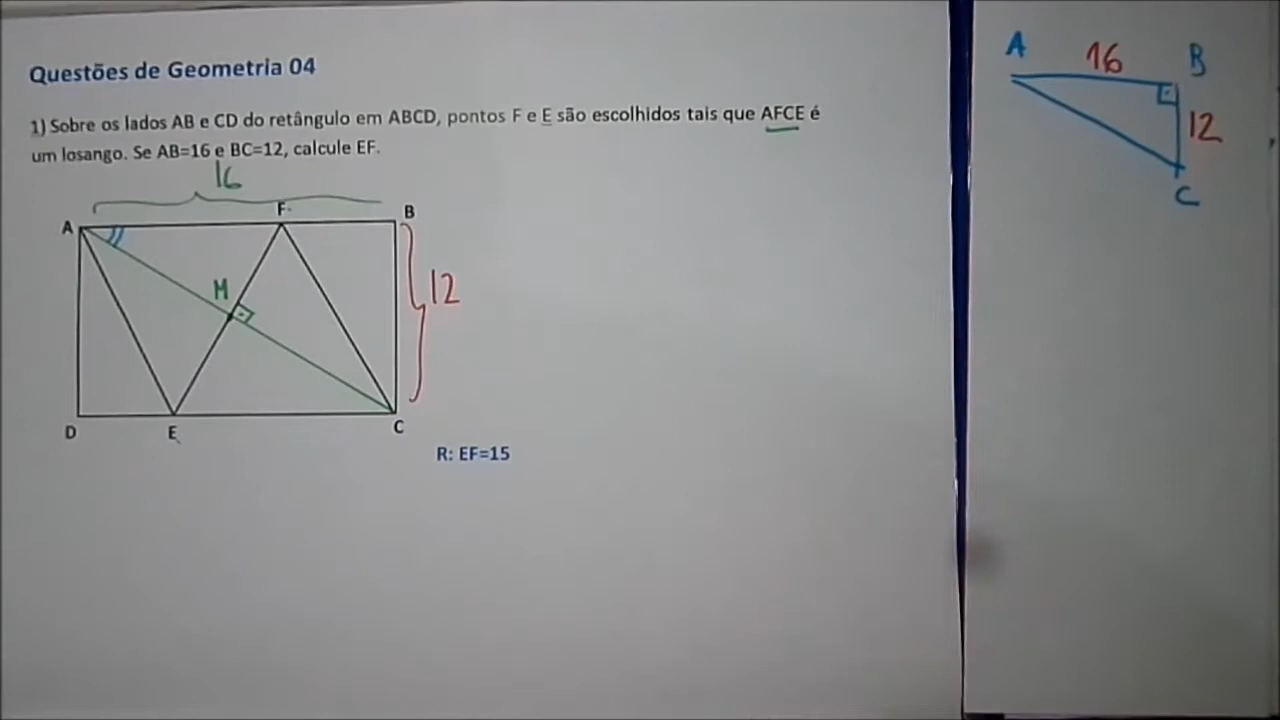 Questões de Geometria 04
1) Sobre os lados AB e CD do retângulo em ABCD, pontos F e E são escolhidos tais que AFCE é
um losango. Se AB=16 e BC=12, calcule EF.
16
A
F
B
M
12
D
E
C
R: EF=15
A
16
B
12
C